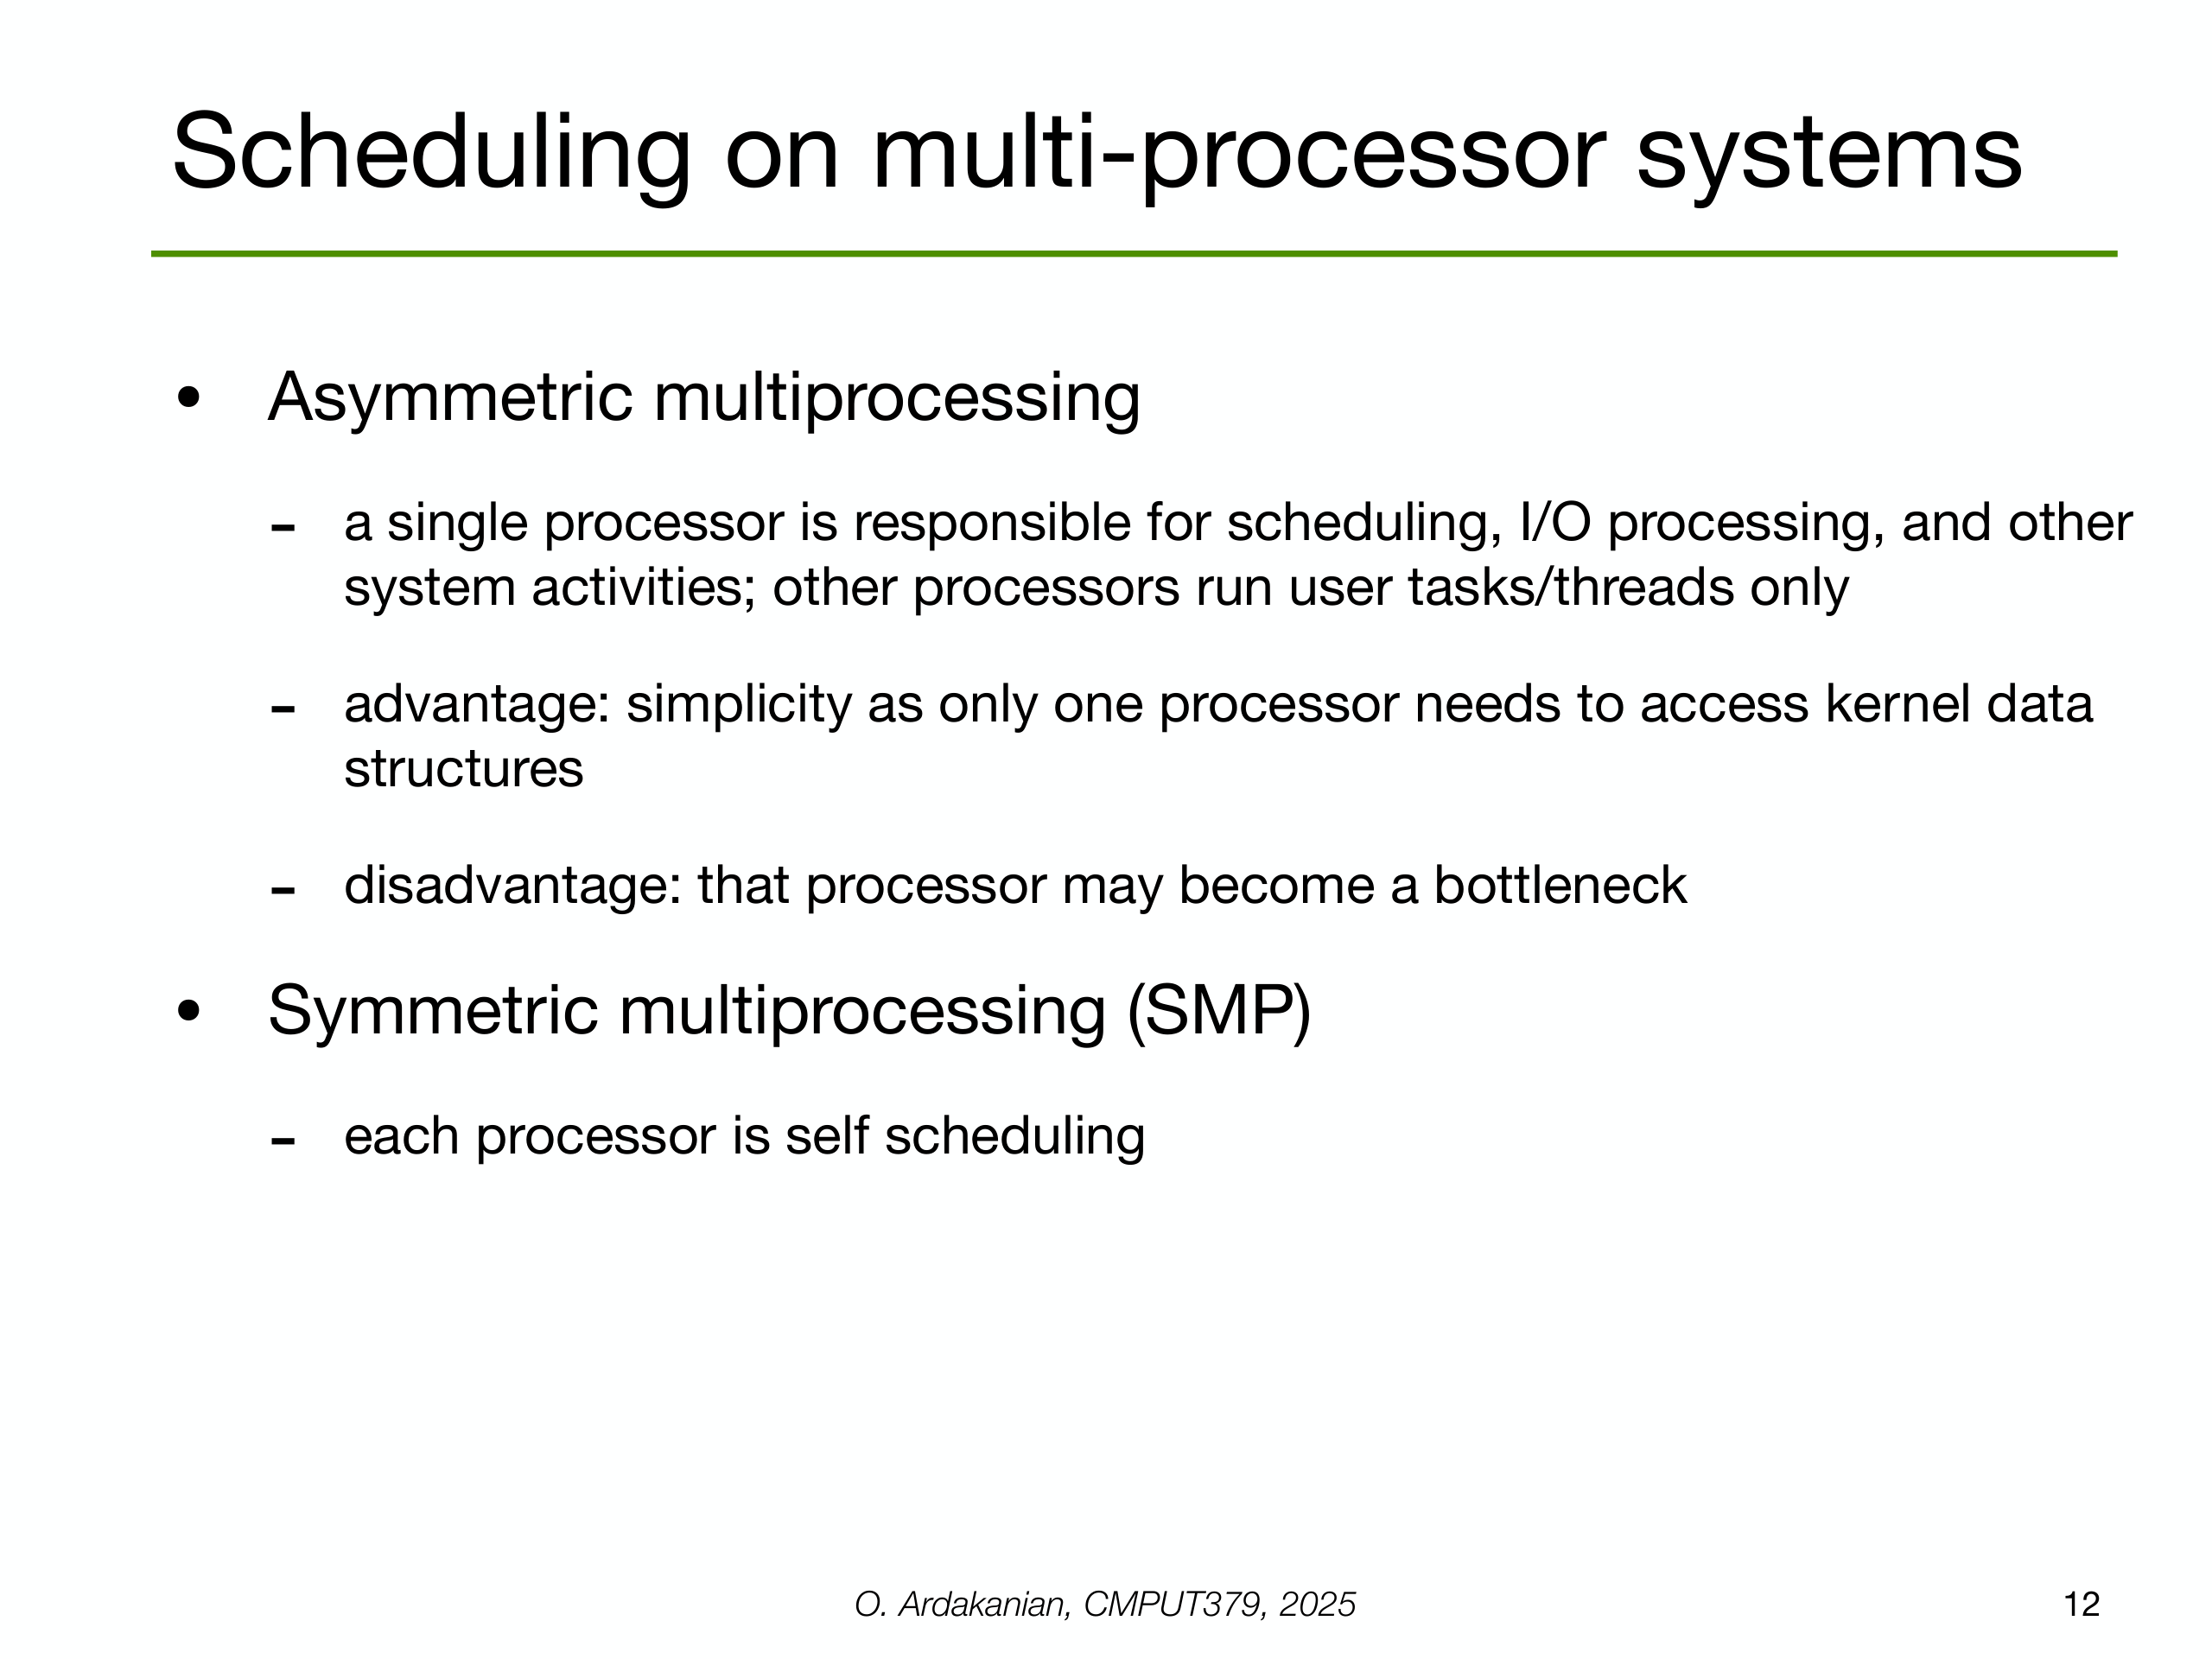 Scheduling on multi-processor systems
• Asymmetric multiprocessing
- a single processor is responsible for scheduling, I/O processing, and other
system activities; other processors run user tasks/threads only
- advantage: simplicity as only one processor needs to access kernel data
structures
- disadvantage: that processor may become a bottleneck
• Symmetric multiprocessing (SMP)
- each processor is self scheduling
O. Ardakanian, CMPUT379, 2025
12